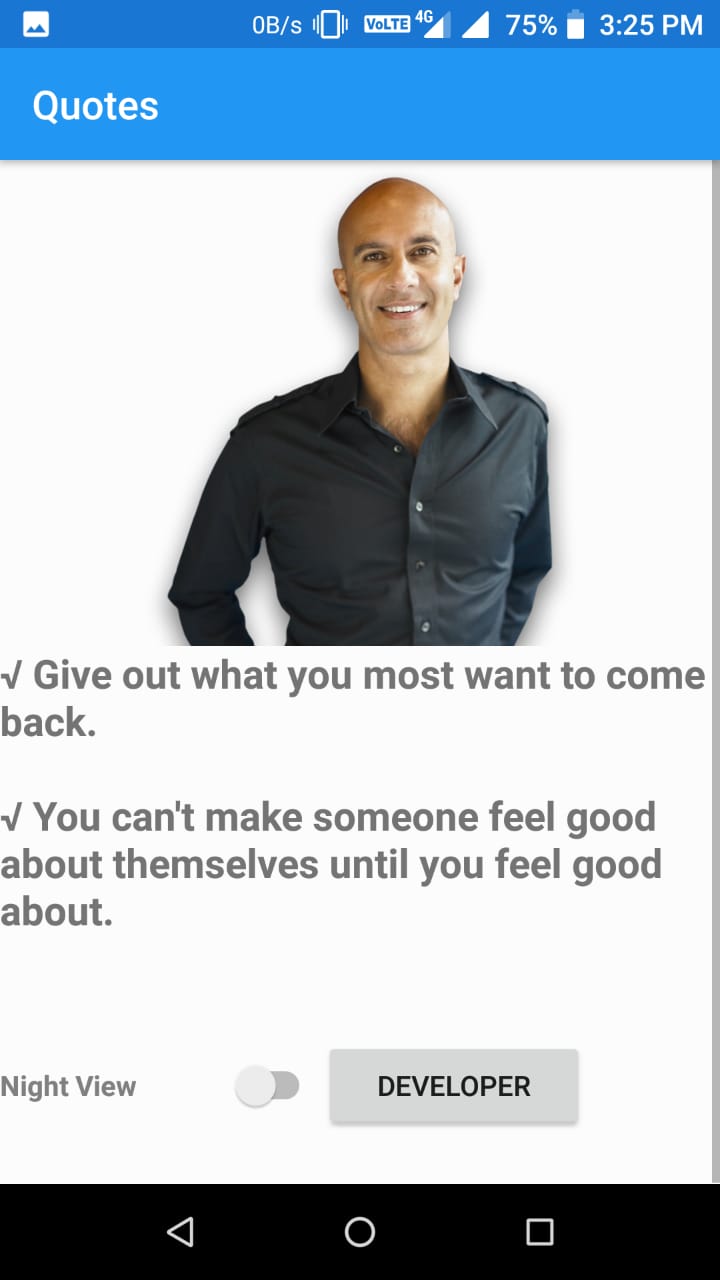 0B/s VoLTE 4G 75% 3:25 PM
Quotes
√ Give out what you most want to come
back.
√ You can't make someone feel good
about themselves until you feel good
about.
Night View
DEVELOPER